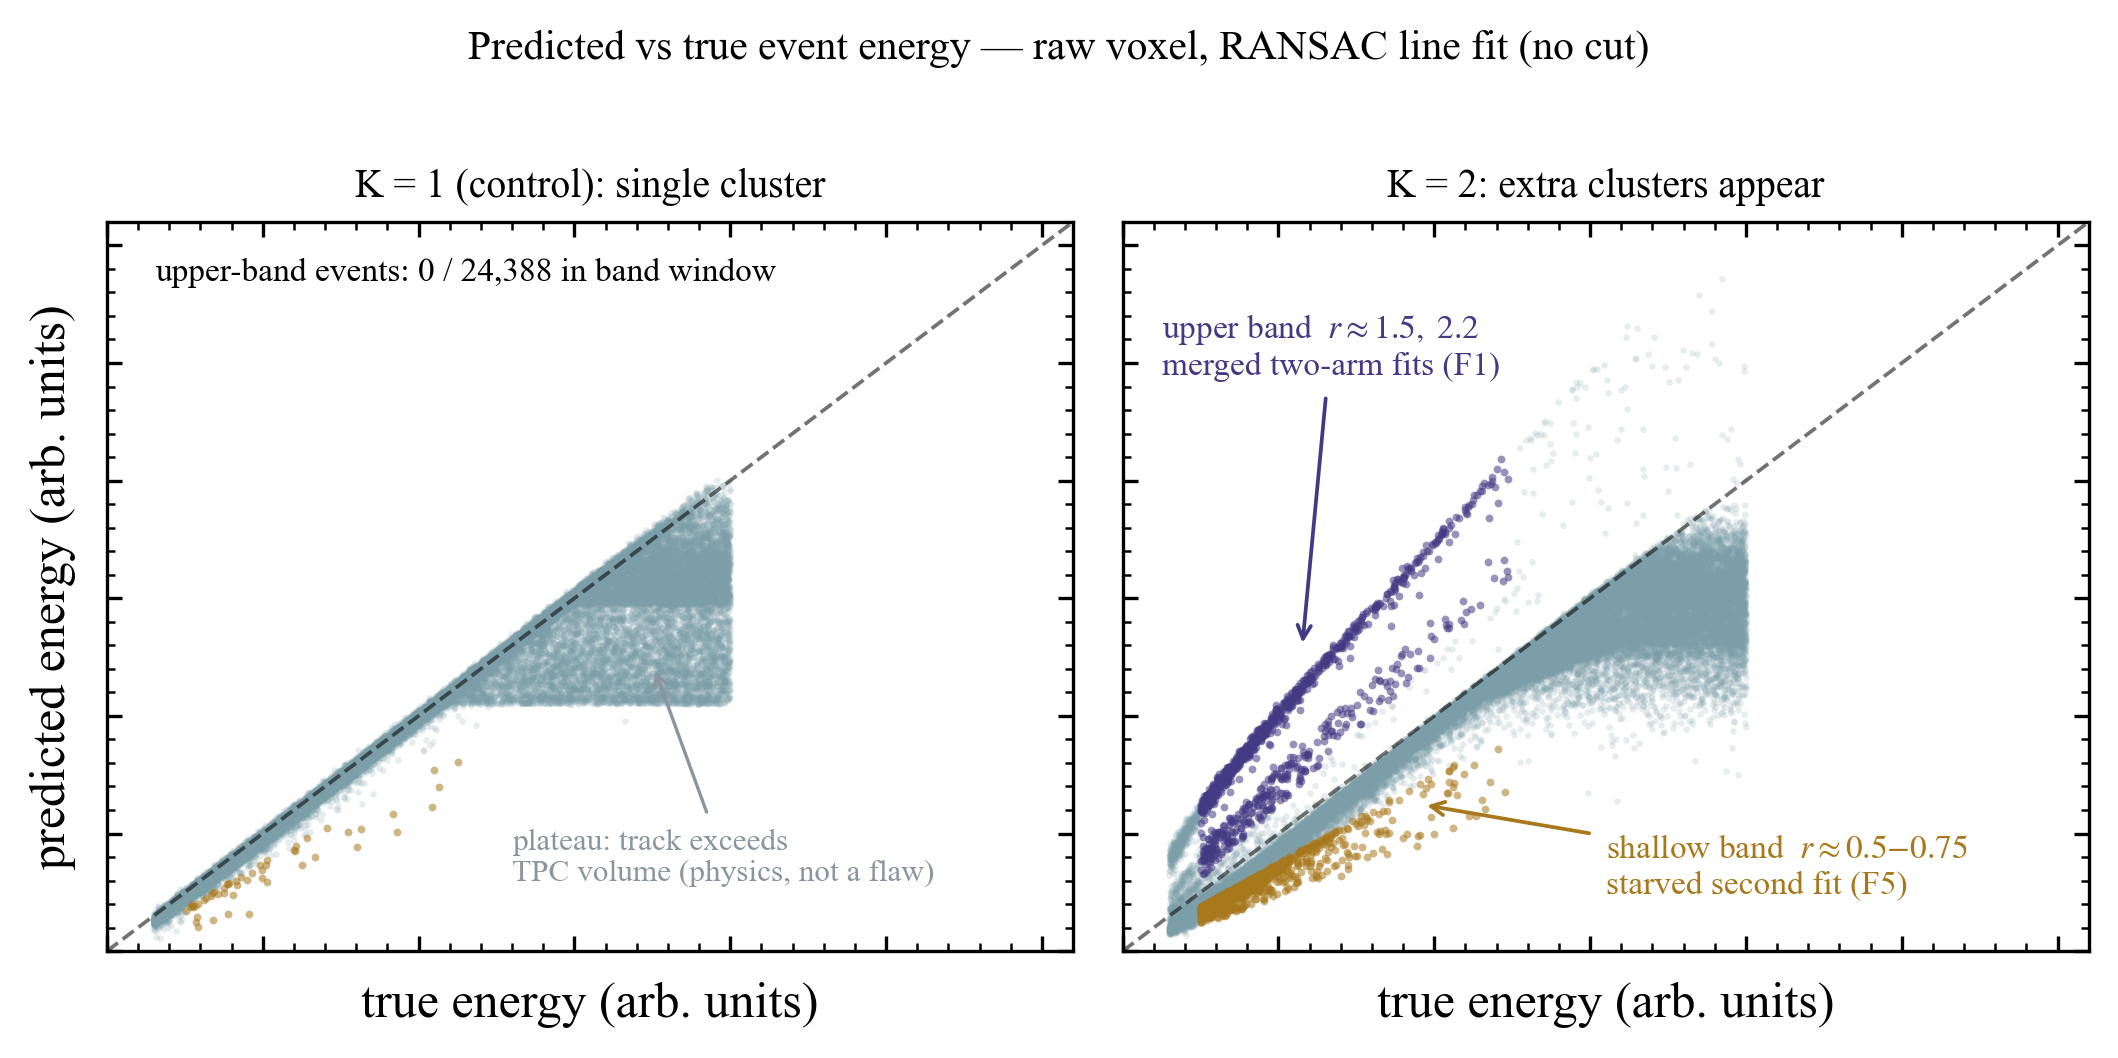 Predicted vs true event energy — raw voxel, RANSAC line fit (no cut)
K = 1 (control): single cluster
upper-band events: 0 / 24,388 in band window
plateau: track exceeds
TPC volume (physics, not a flaw)
predicted energy (arb. units)
true energy (arb. units)
K = 2: extra clusters appear
upper band r≈1.5, 2.2
merged two-arm fits (F1)
shallow band r≈0.5−0.75
starved second fit (F5)
true energy (arb. units)